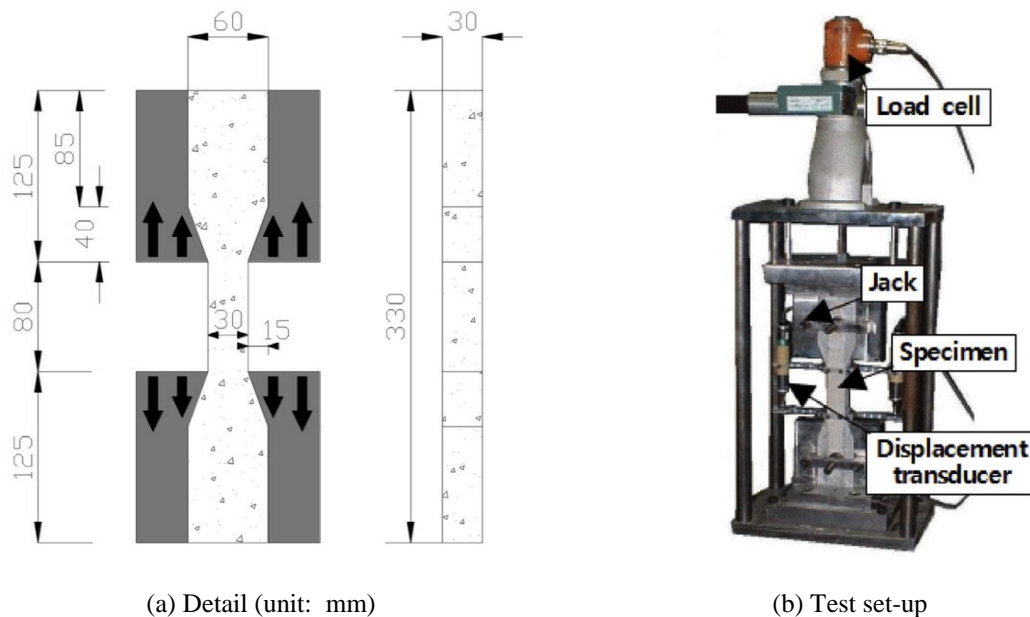 60
30
125
85
40
80
30
15
125
330
Load cell
Jack
Specimen
Displacement
transducer
(a) Detail (unit: mm)
(b) Test set-up